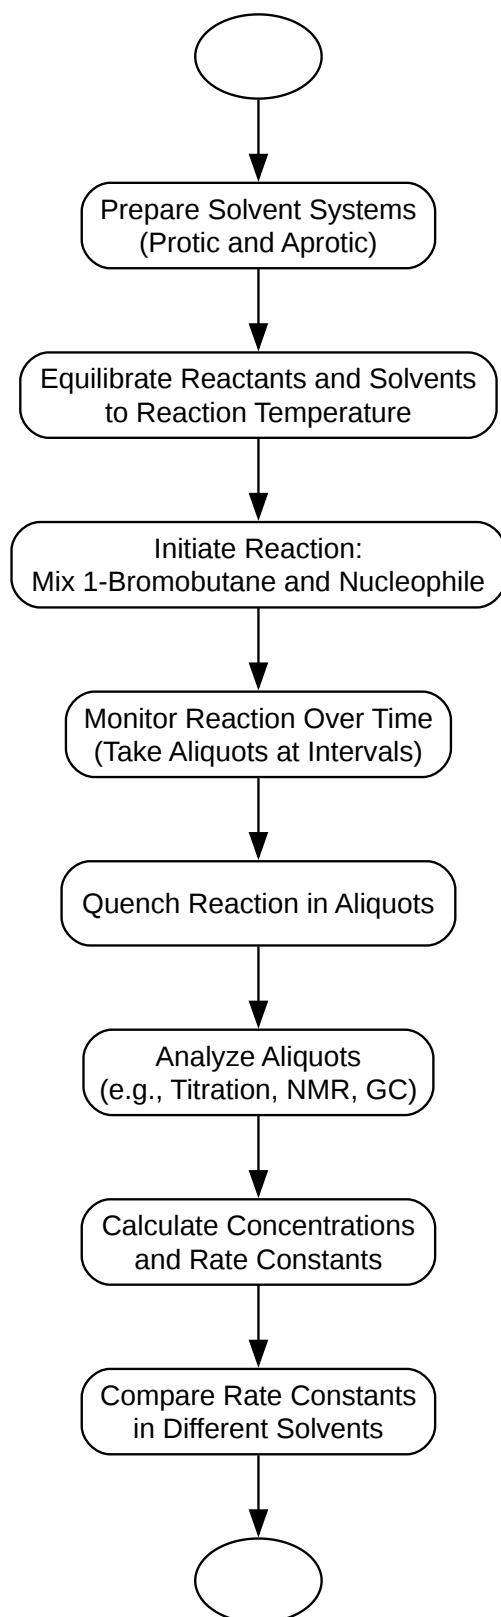 Prepare Solvent Systems
(Protic and Aprotic)
Equilibrate Reactants and Solvents
to Reaction Temperature
Initiate Reaction:
Mix 1-Bromobutane and Nucleophile
Monitor Reaction Over Time
(Take Aliquots at Intervals)
Quench Reaction in Aliquots
Analyze Aliquots
(e.g., Titration, NMR, GC)
Calculate Concentrations
and Rate Constants
Compare Rate Constants
in Different Solvents